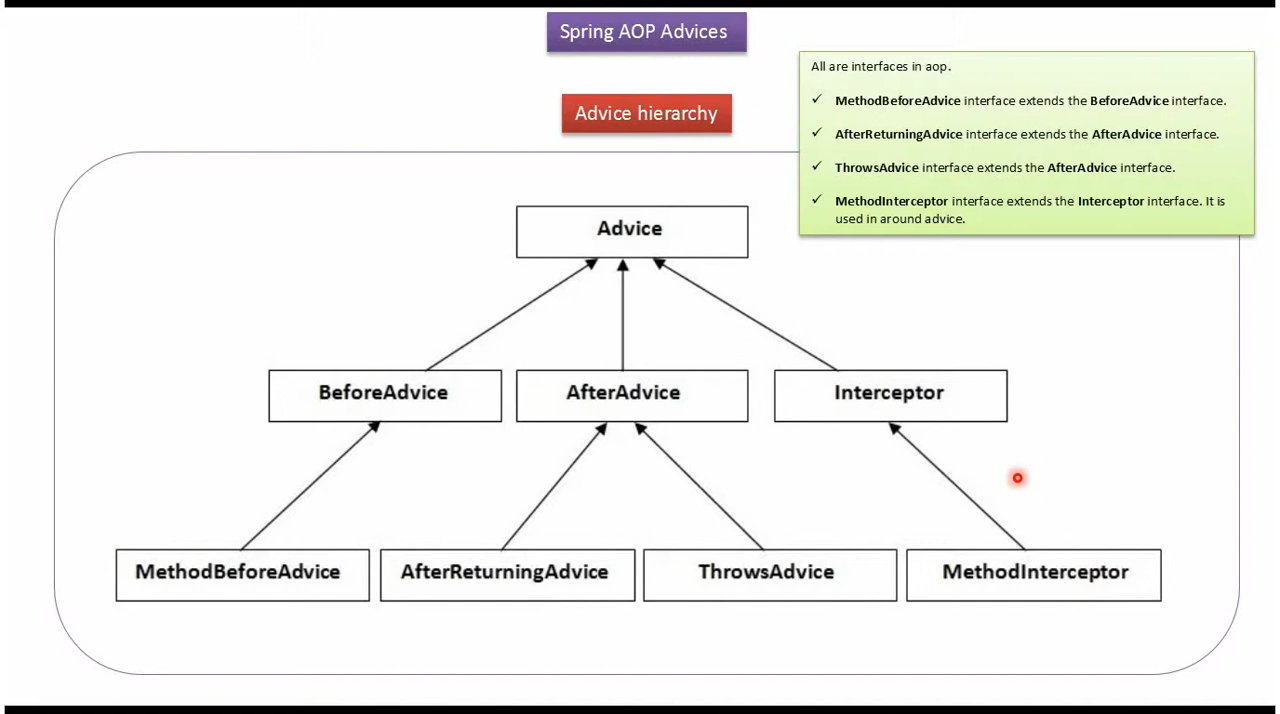 Spring AOP Advices
Advice hierarchy
All are interfaces in aop.
✓ MethodBeforeAdvice interface extends the BeforeAdvice interface.
✓ AfterReturningAdvice interface extends the AfterAdvice interface.
✓ ThrowsAdvice interface extends the AfterAdvice interface.
✓ MethodInterceptor interface extends the Interceptor interface. It is
used in around advice.
Advice
BeforeAdvice
AfterAdvice
Interceptor
MethodBeforeAdvice
AfterReturningAdvice
ThrowsAdvice
MethodInterceptor